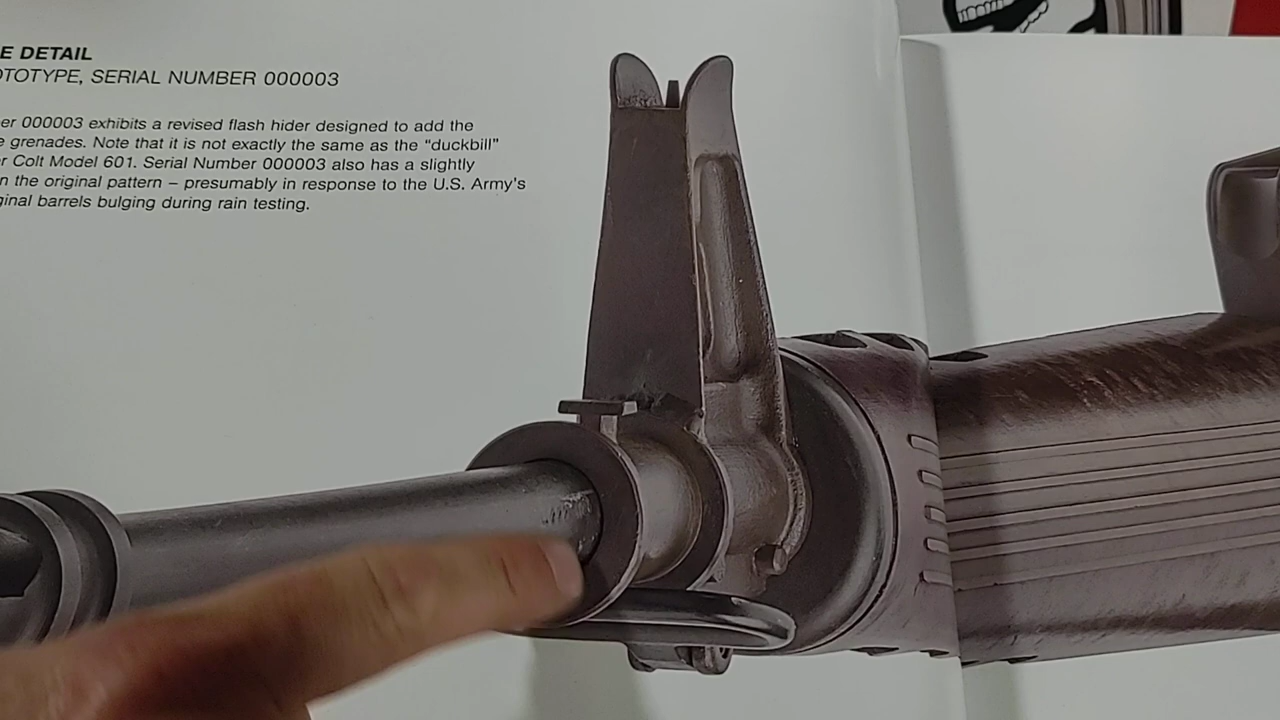 E DETAIL
OTOTYPE, SERIAL NUMBER 000003
er 000003 exhibits a revised flash hider designed to add the
e grenades. Note that it is not exactly the same as the “duckbill”
r Colt Model 601. Serial Number 000003 also has a slightly
n the original pattern – presumably in response to the U.S. Army's
ginal barrels bulging during rain testing.